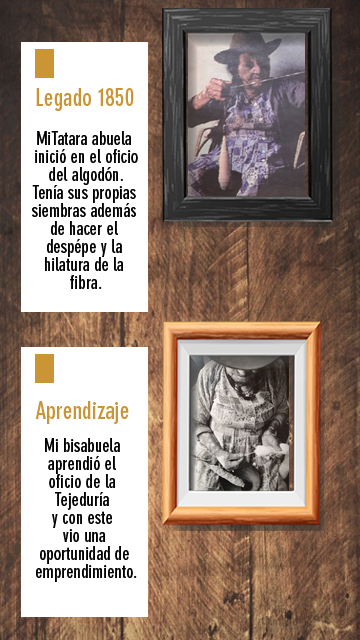 Legado 1850
MiTatara abuela
inició en el oficio
del algodón.
Tenía sus propias
siembras además
de hacer el
despépe y la
hilatura de la
fibra.
Aprendizaje
Mi bisabuela
aprendió el
oficio de la
Tejeduría
y con este
vio una
oportunidad de
emprendimiento.